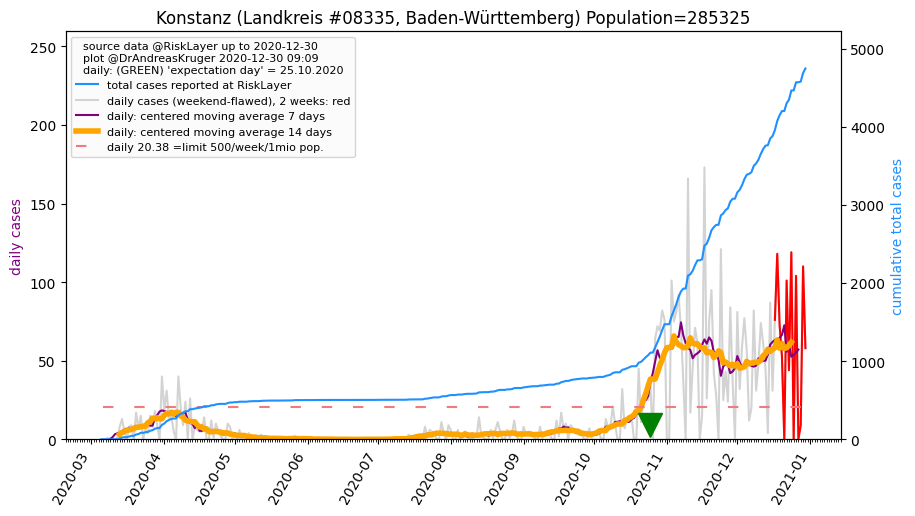 Konstanz (Landkreis #08335, Baden-Württemberg) Population=285325
source data @RiskLayer up to 2020-12-30
plot @DrAndreasKruger 2020-12-30 09:09
daily: (GREEN) 'expectation day' = 25.10.2020
total cases reported at RiskLayer
daily cases (weekend-flawed), 2 weeks: red
daily: centered moving average 7 days
daily: centered moving average 14 days
daily 20.38 =limit 500/week/1mio pop.
daily cases
250
200
150
100
50
0
cumulative total cases
5000
4000
3000
2000
1000
0
2020-03
2020-04
2020-05
2020-06
2020-07
2020-08
2020-09
2020-10
2020-11
2020-12
2021-01